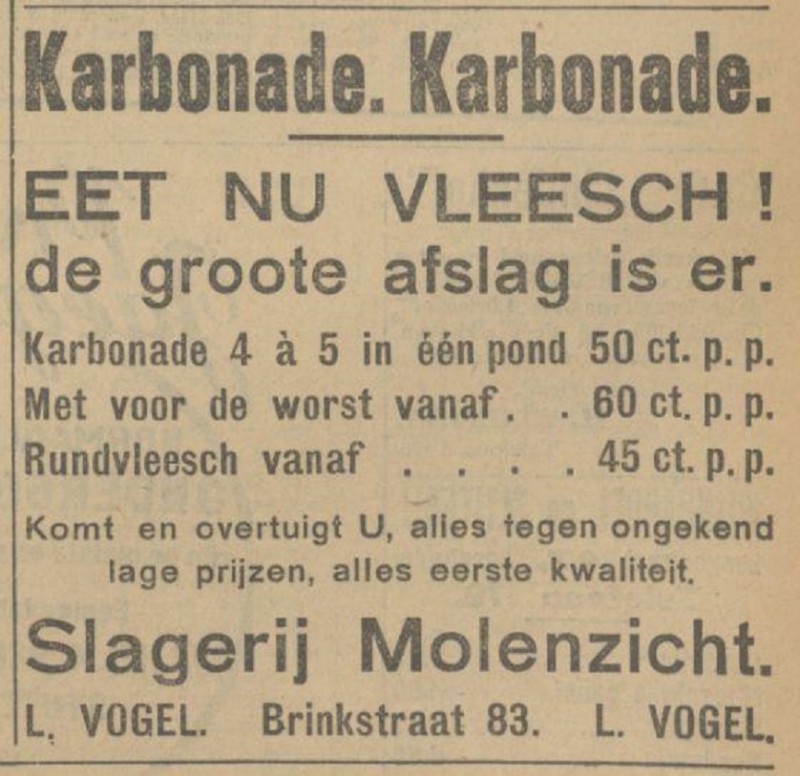 Karbonade. Karbonade.
EET NU VLEESCH!
de groote afslag is er.
Karbonade 4 à 5 in één pond 50 ct. p. p.
Met voor de worst vanaf. . 60 ct. p. p.
Rundvleesch vanaf . . . . 45 ct. p. p.
Komt en overtuigt U, alles tegen ongekend
lage prijzen, alles eerste kwaliteit.
Slagerij Molenzicht.
L. VOGEL. Brinkstraat 83. L. VOGEL.